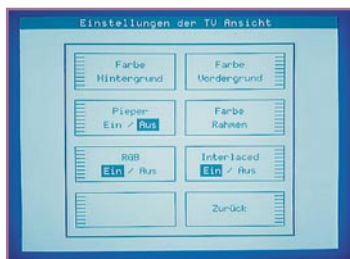 Einstellungen der TV Ansicht
Farbe
Hintergrund
Farbe
Vordergrund
Pieper
Ein / Aus
Farbe
Rahmen
RGB
Ein / Aus
Interlaced
Ein / Aus
Zurück